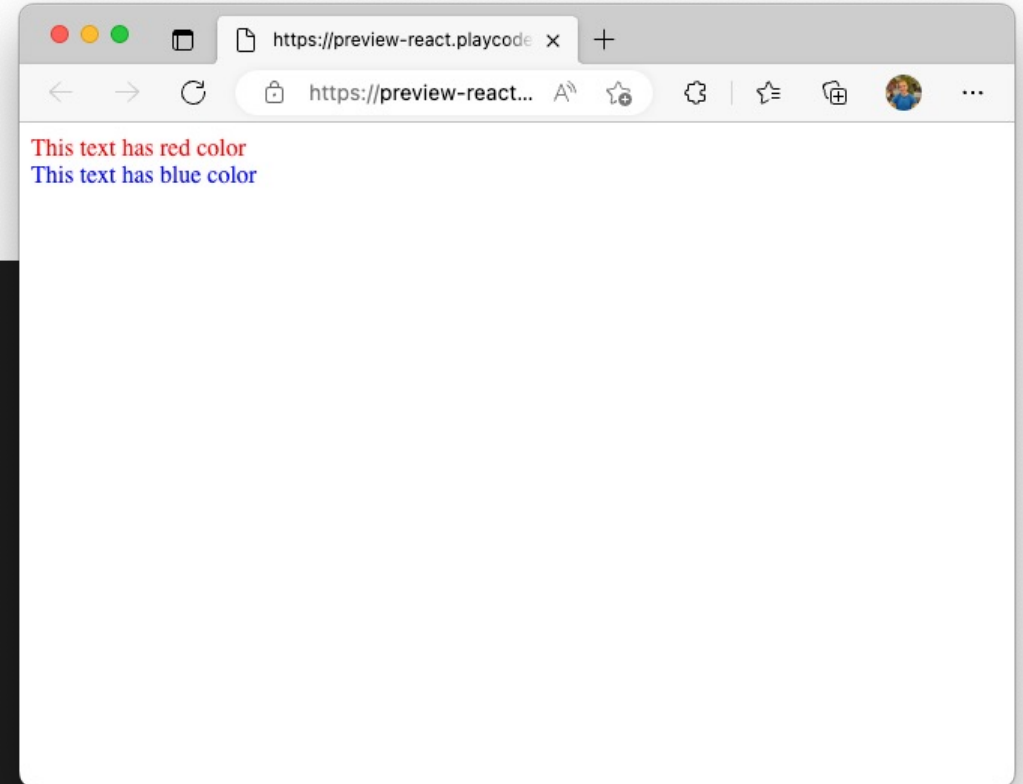 https://preview-react.playcode
https://preview-react...
This text has red color
This text has blue color